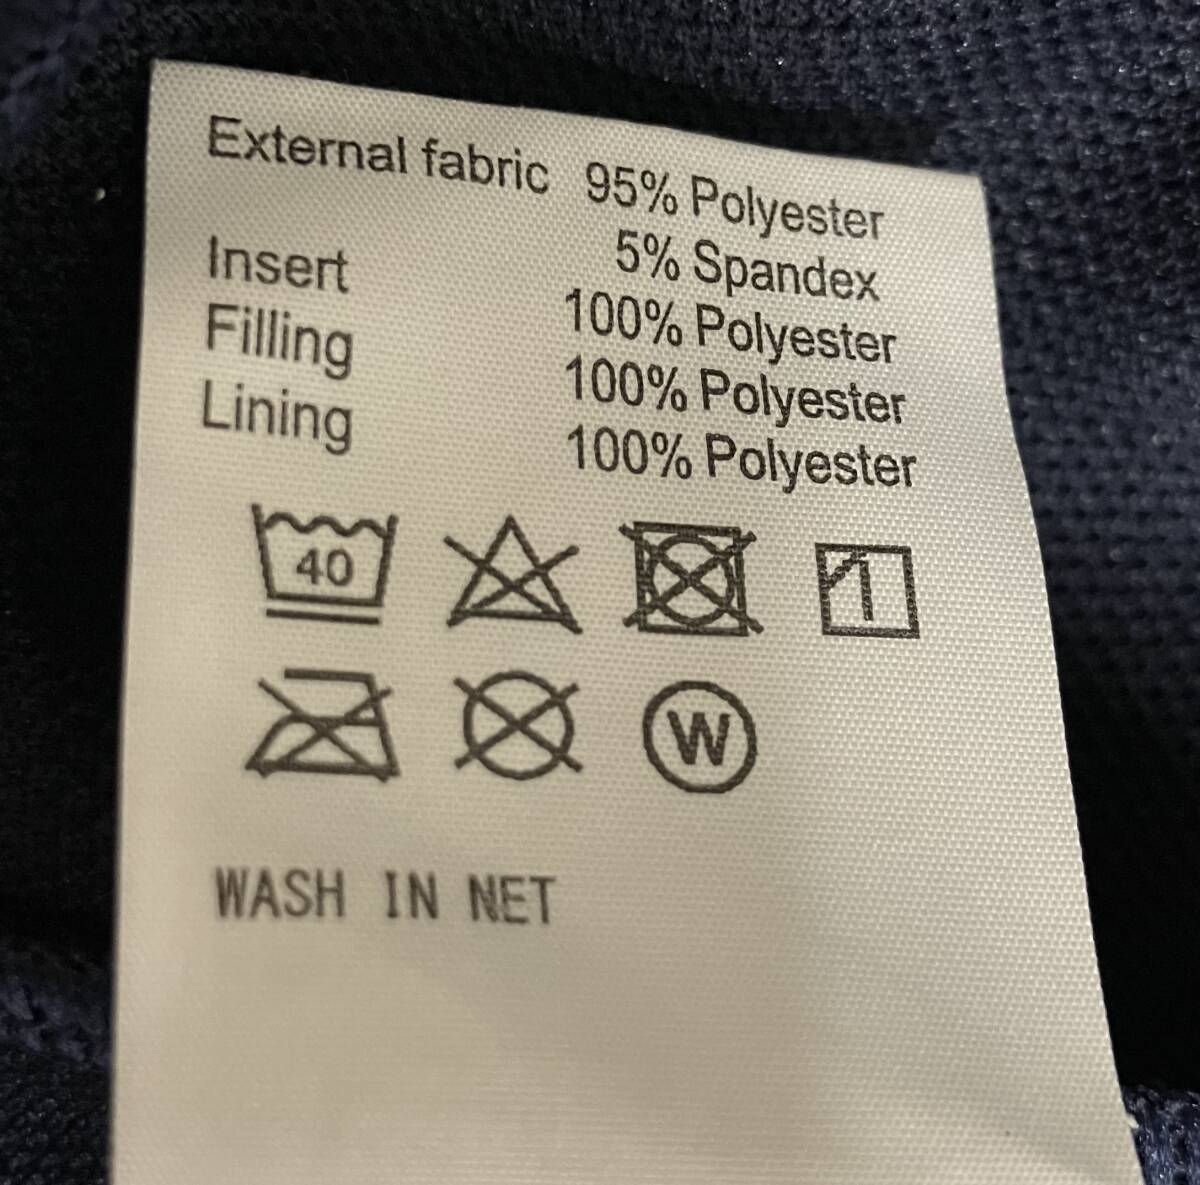 External fabric 95% Polyester
5% Spandex
Insert 100% Polyester
Filling 100% Polyester
Lining 100% Polyester
40
W
WASH IN NET